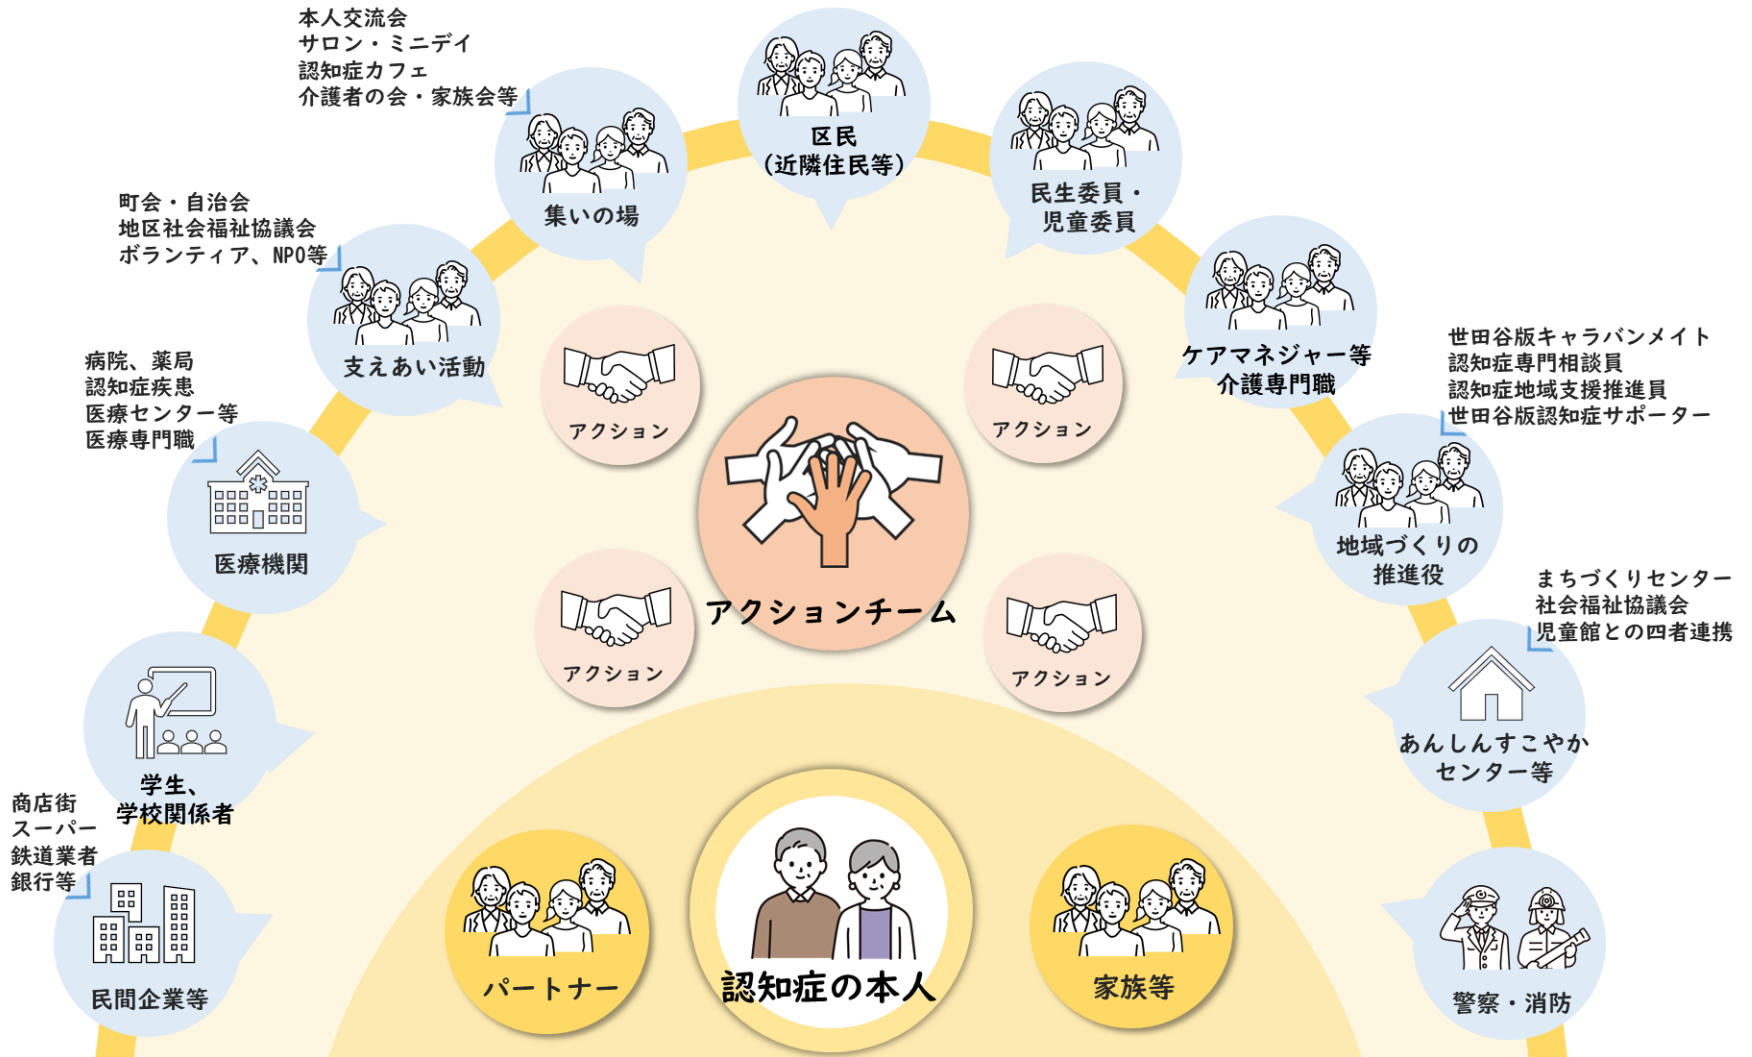 本人交流会
サロン・ミニデイ
認知症カフェ
介護者の会・家族会等
集いの場
区民
(近隣住民等)
民生委員・
児童委員
町会・自治会
地区社会福祉協議会
ボランティア、NPO等
支えあい活動
ケアマネジャー等
介護専門職
病院、薬局
認知症疾患
医療センター等
医療専門職
医療機関
世田谷版キャラバンメイト
認知症専門相談員
認知症地域支援推進員
世田谷版認知症サポーター
地域づくりの
推進役
アクション
アクション
アクションチーム
アクション
アクション
まちづくりセンター
社会福祉協議会
児童館との四者連携
あんしんすこやか
センター等
学生、
学校関係者
商店街
スーパー
鉄道業者
銀行等
民間企業等
パートナー
認知症の本人
家族等
警察・消防